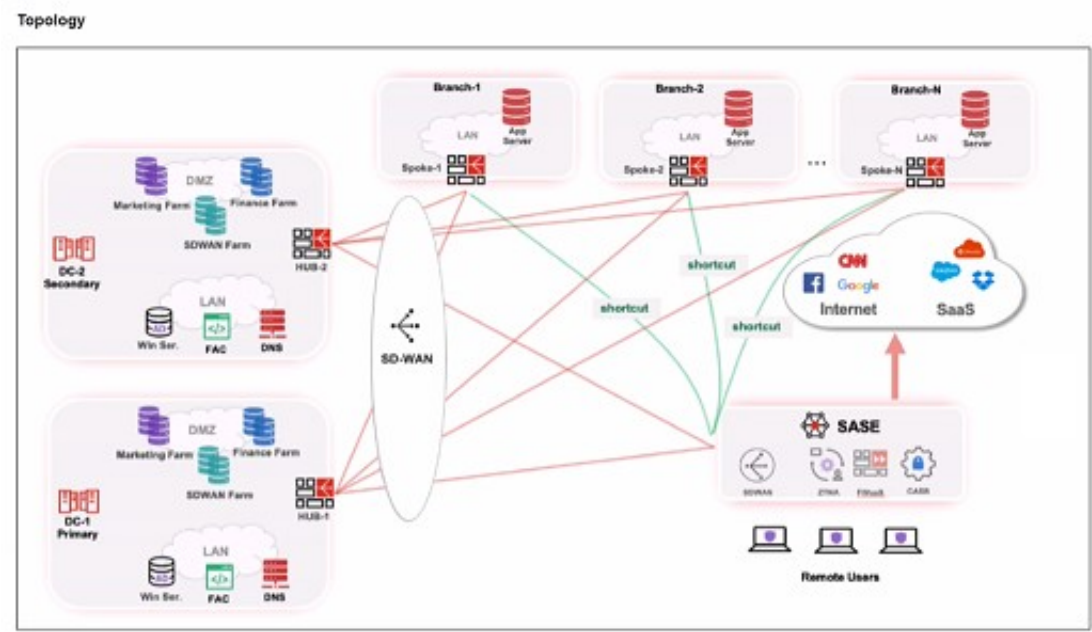 Topology
Branch-1
LAN
App
Server
Spoke-1
Branch-2
LAN
App
Server
Spoke-2
...
Branch-N
LAN
App
Server
Spoke-N
DMZ
Marketing Farm
Finance Farm
SDWAN Farm
DC-2
Secondary
HUB-2
LAN
Win Ser.
FAC
DNS
SD-WAN
shortcut
shortcut
shortcut
CNN
Google
Internet
SaaS
DMZ
Marketing Farm
Finance Farm
SDWAN Farm
DC-1
Primary
HUB-1
LAN
Win Ser.
FAC
DNS
SASE
SDWAN
ZTNA
CASB
Remote Users